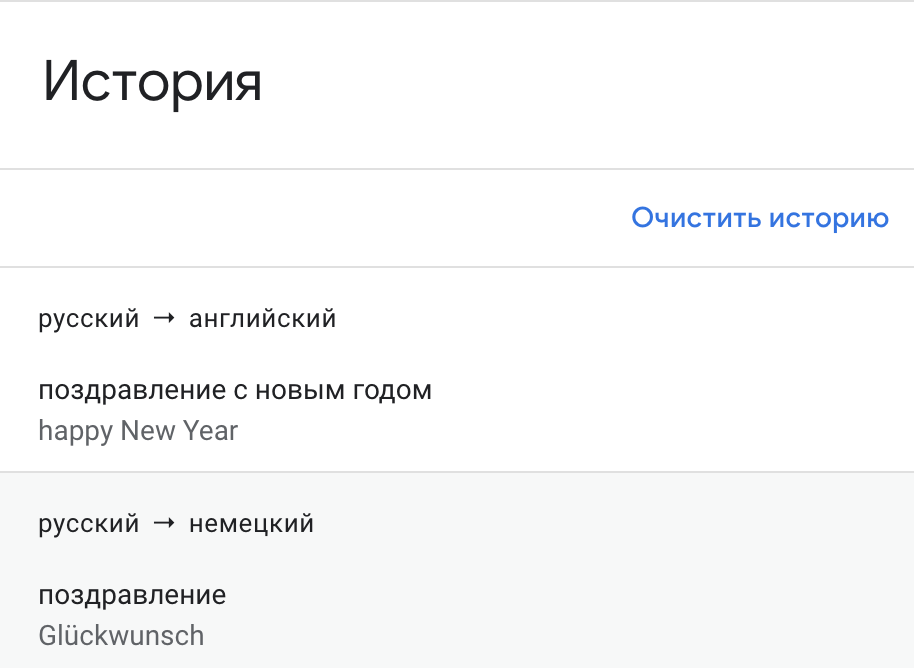 История
Очистить историю
русский → английский
поздравление с новым годом
happy New Year
русский → немецкий
поздравление
Glückwunsch